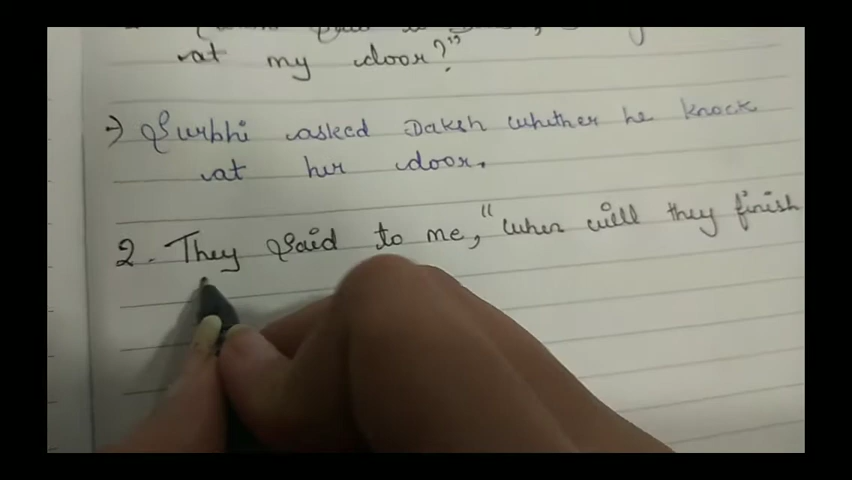 at my door?"
→ Surbhi asked Daksh whether he knock
at her door.
2. They said to me, "when will they finish